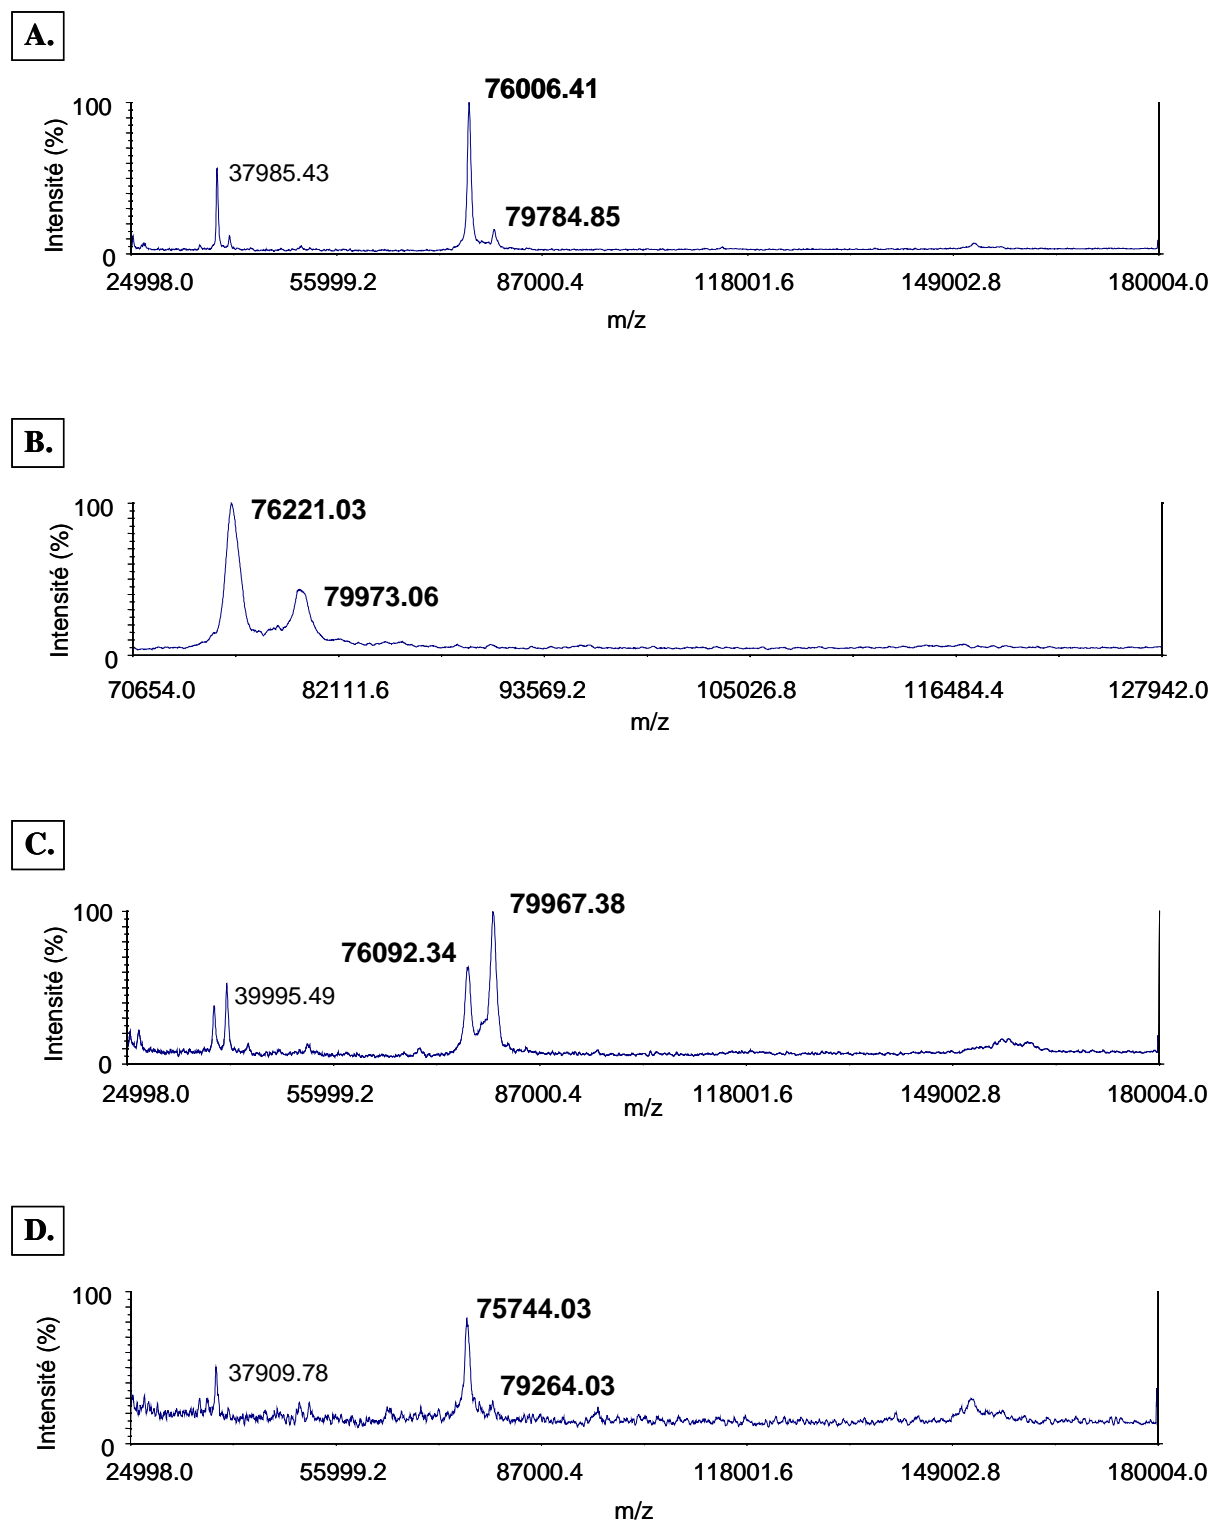 A.
76006.41
100
37985.43
79784.85
Intensité (%)
0
24998.0 55999.2 87000.4 118001.6 149002.8 180004.0
m/z
B.
100
76221.03
79973.06
Intensité (%)
0
70654.0 82111.6 93569.2 105026.8 116484.4 127942.0
m/z
C.
79967.38
100
76092.34
39995.49
Intensité (%)
0
24998.0 55999.2 87000.4 118001.6 149002.8 180004.0
m/z
D.
100
75744.03
37909.78
79264.03
Intensité (%)
0
24998.0 55999.2 87000.4 118001.6 149002.8 180004.0
m/z